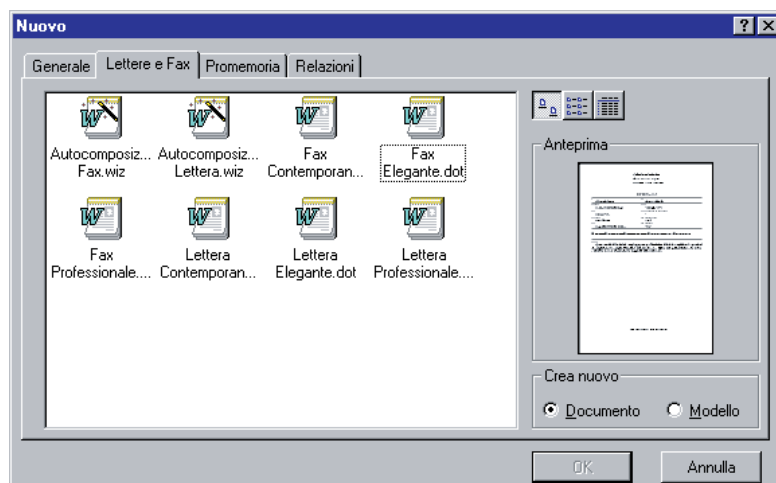 Nuovo
Generale Lettere e Fax Promemoria Relazioni
Autocomposiz... Autocomposiz... Fax Fax
Fax.wiz Lettera.wiz Contemporan... Elegante.dot
Fax Lettera Lettera Lettera
Professionale.... Contemporan... Elegante.dot Professionale....
Anteprima
Crea nuovo
Documento Modello
OK Annulla